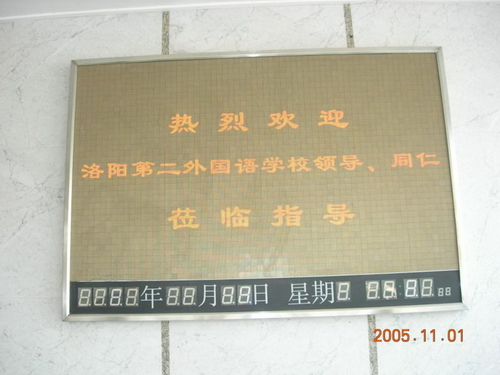 热烈欢迎
洛阳第二外国语学校领导、同仁
莅临指导
年 月 日 星期
2005.11.01